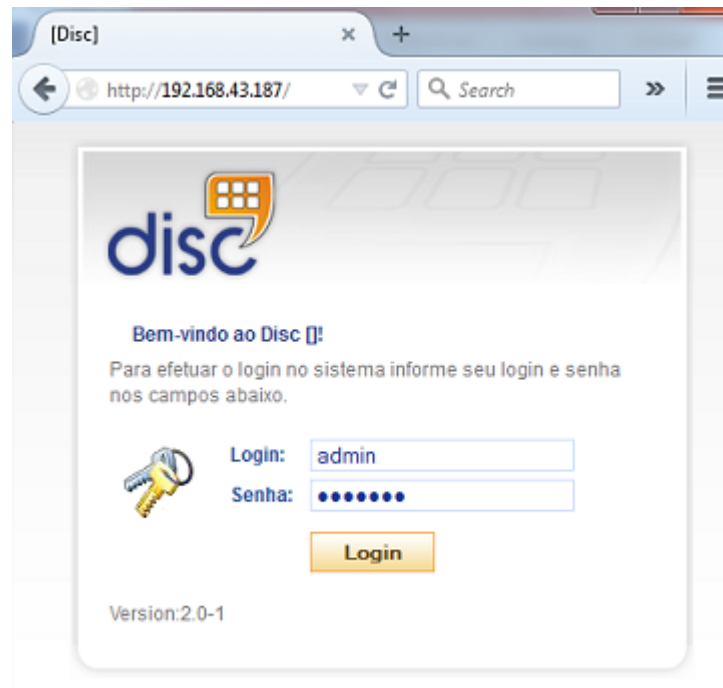 [Disc]
http://192.168.43.187/
Search
disc
Bem-vindo ao Disc []!
Para efetuar o login no sistema informe seu login e senha
nos campos abaixo.
Login: admin
Senha: •••••••
Login
Version:2.0-1